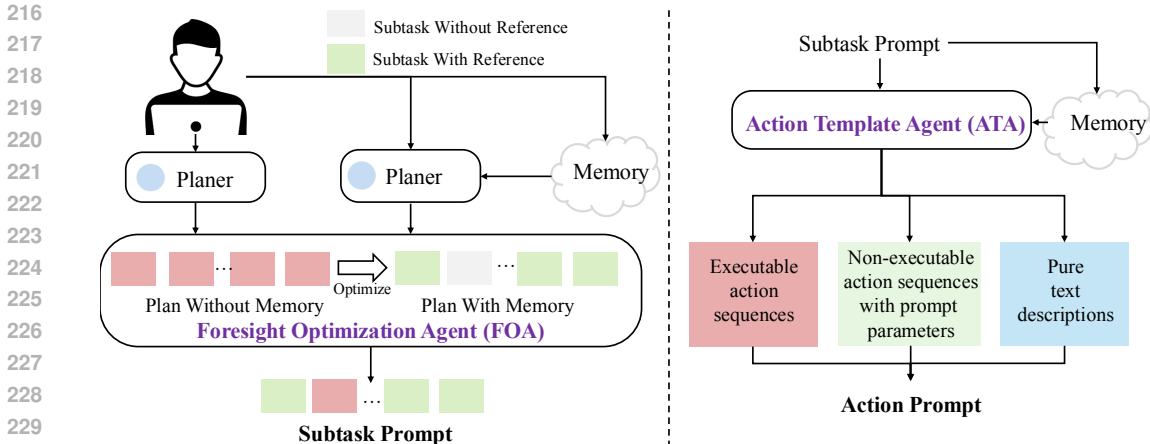 216
217
218
219
220
221
222
223
224
225
226
227
228
229
Subtask Without Reference
Subtask With Reference
Planer
Planer
Memory
...
Optimize
...
Plan Without Memory
Plan With Memory
Foresight Optimization Agent (FOA)
...
Subtask Prompt
Subtask Prompt
Action Template Agent (ATA)
Memory
Executable
action
sequences
Non-executable
action sequences
with prompt
parameters
Pure
text
descriptions
Action Prompt